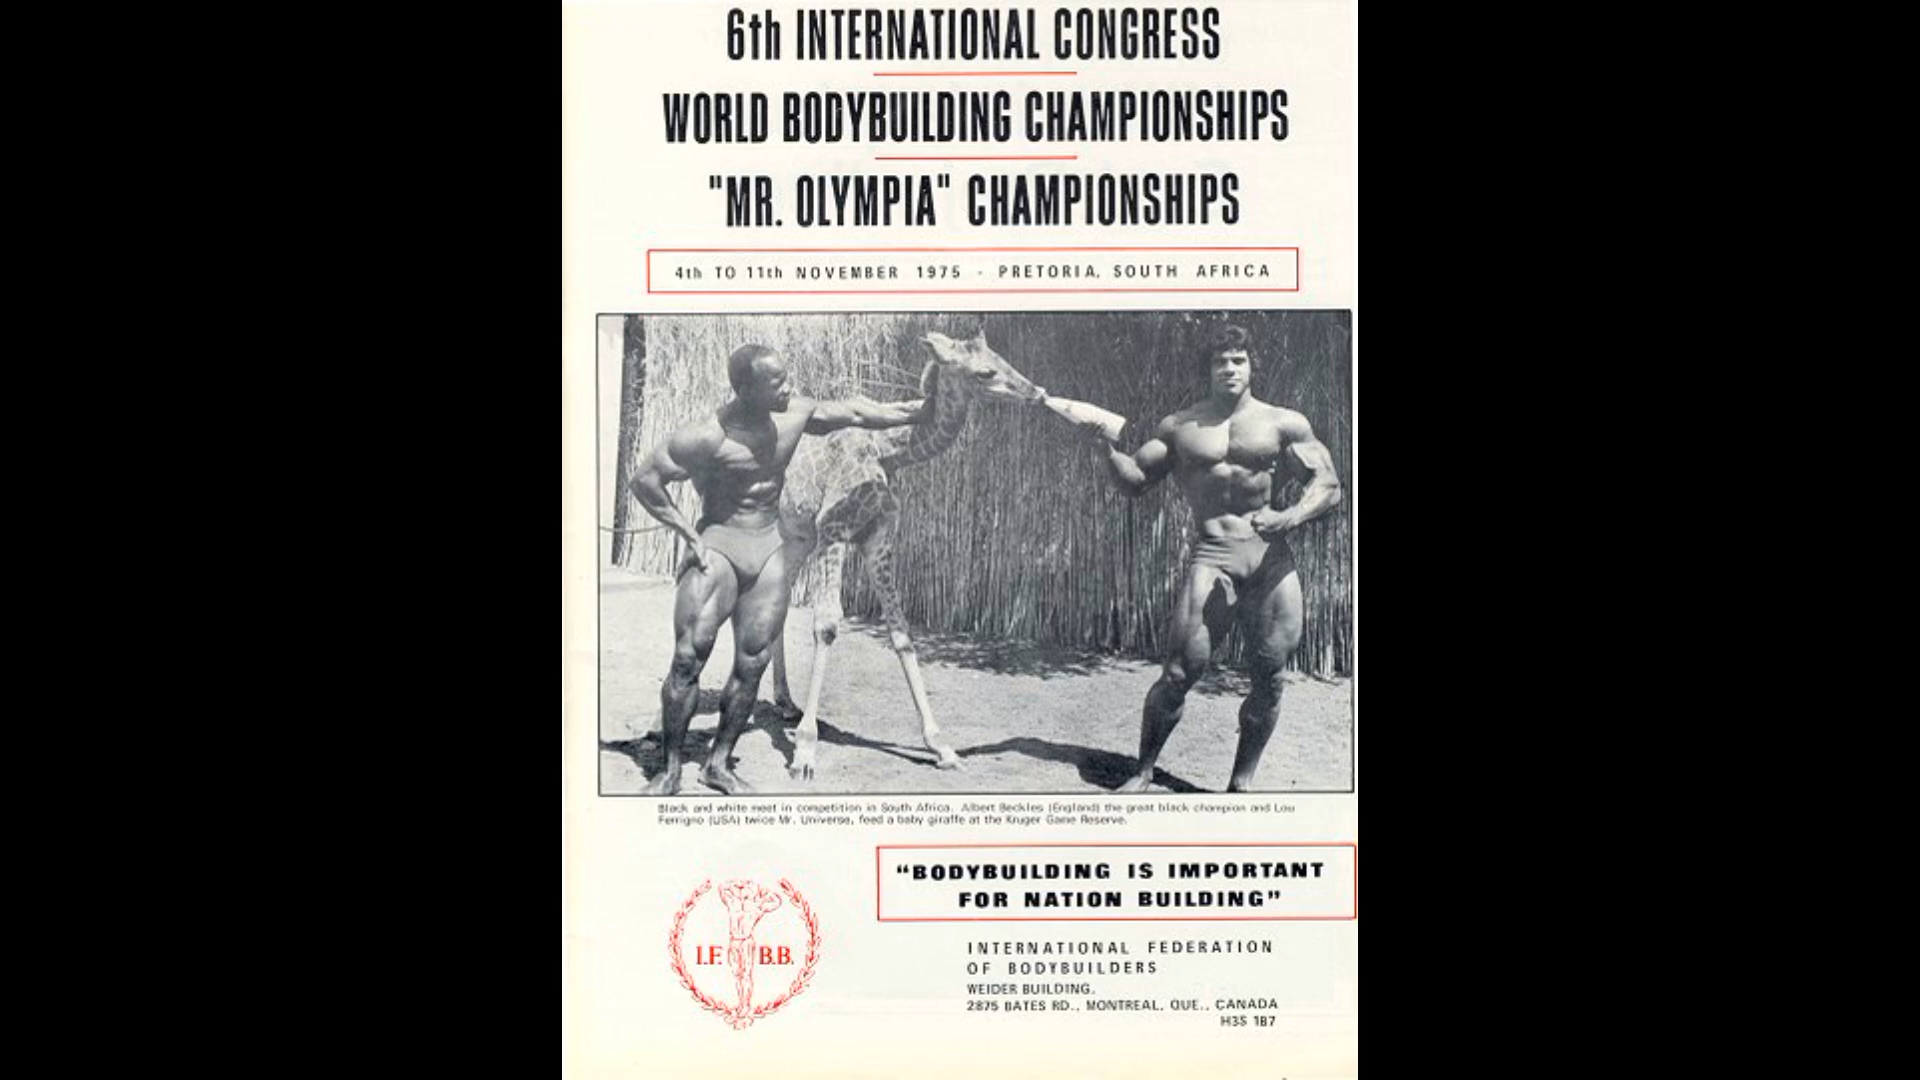 6th INTERNATIONAL CONGRESS
WORLD BODYBUILDING CHAMPIONSHIPS
"MR. OLYMPIA" CHAMPIONSHIPS
4th TO 11th NOVEMBER 1975 - PRETORIA, SOUTH AFRICA
Black and white meet in competition in South Africa. Albert Beckles (England) the great black champion and Lou
Ferrigno (USA) twice Mr. Universe, feed a baby giraffe at the Kruger Game Reserve.
"BODYBUILDING IS IMPORTANT
FOR NATION BUILDING"
I.F. B.B.
INTERNATIONAL FEDERATION
OF BODYBUILDERS
WEIDER BUILDING,
2875 BATES RD., MONTREAL, QUE., CANADA
H3S 1B7